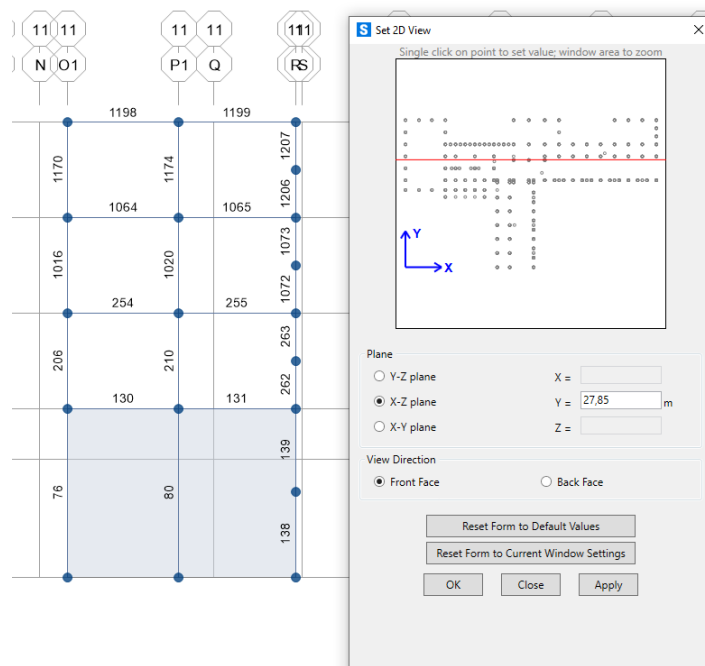 11 11 11 11 11 11
N O1 P1 Q R S
1198 1199
1170 1174 1207
1206
1064 1065
1016 1020 1073
1072
254 255
206 210 263
262
130 131
139
76 80
138
S Set 2D View
Single click on point to set value; window area to zoom
Y
X
Plane
Y-Z plane X =
X-Z plane Y = 27,85 m
X-Y plane Z =
View Direction
Front Face Back Face
Reset Form to Default Values
Reset Form to Current Window Settings
OK Close Apply